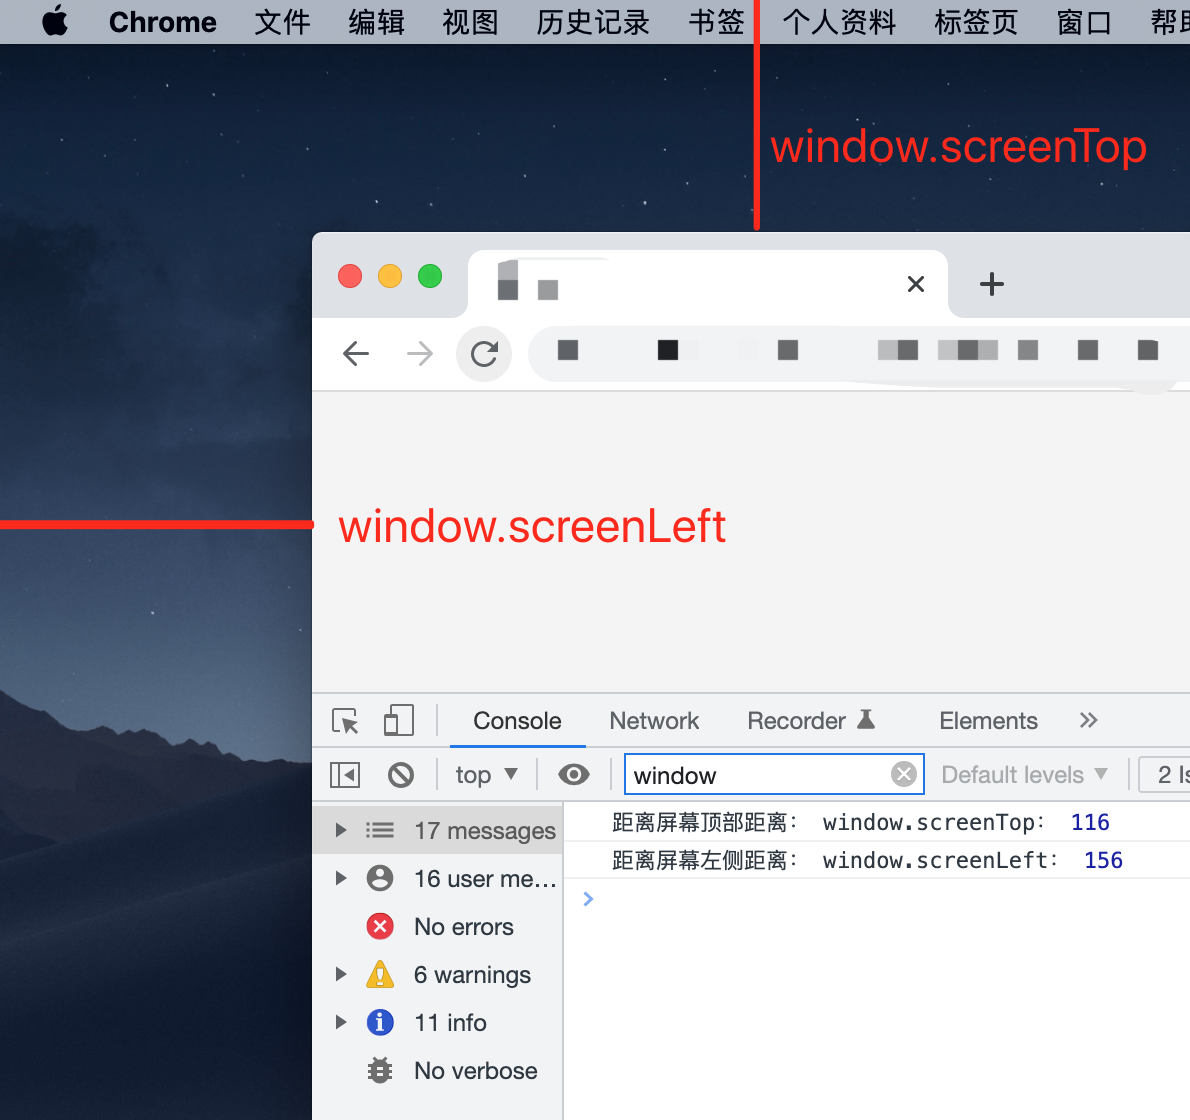 Chrome 文件 编辑 视图 历史记录 书签 个人资料 标签页 窗口
window.screenTop
window.screenLeft
Console Network Recorder Elements
top window Default levels 2
17 messages
距离屏幕顶部距离: window.screenTop: 116
16 user me…
距离屏幕左侧距离: window.screenLeft: 156
No errors
6 warnings
11 info
No verbose